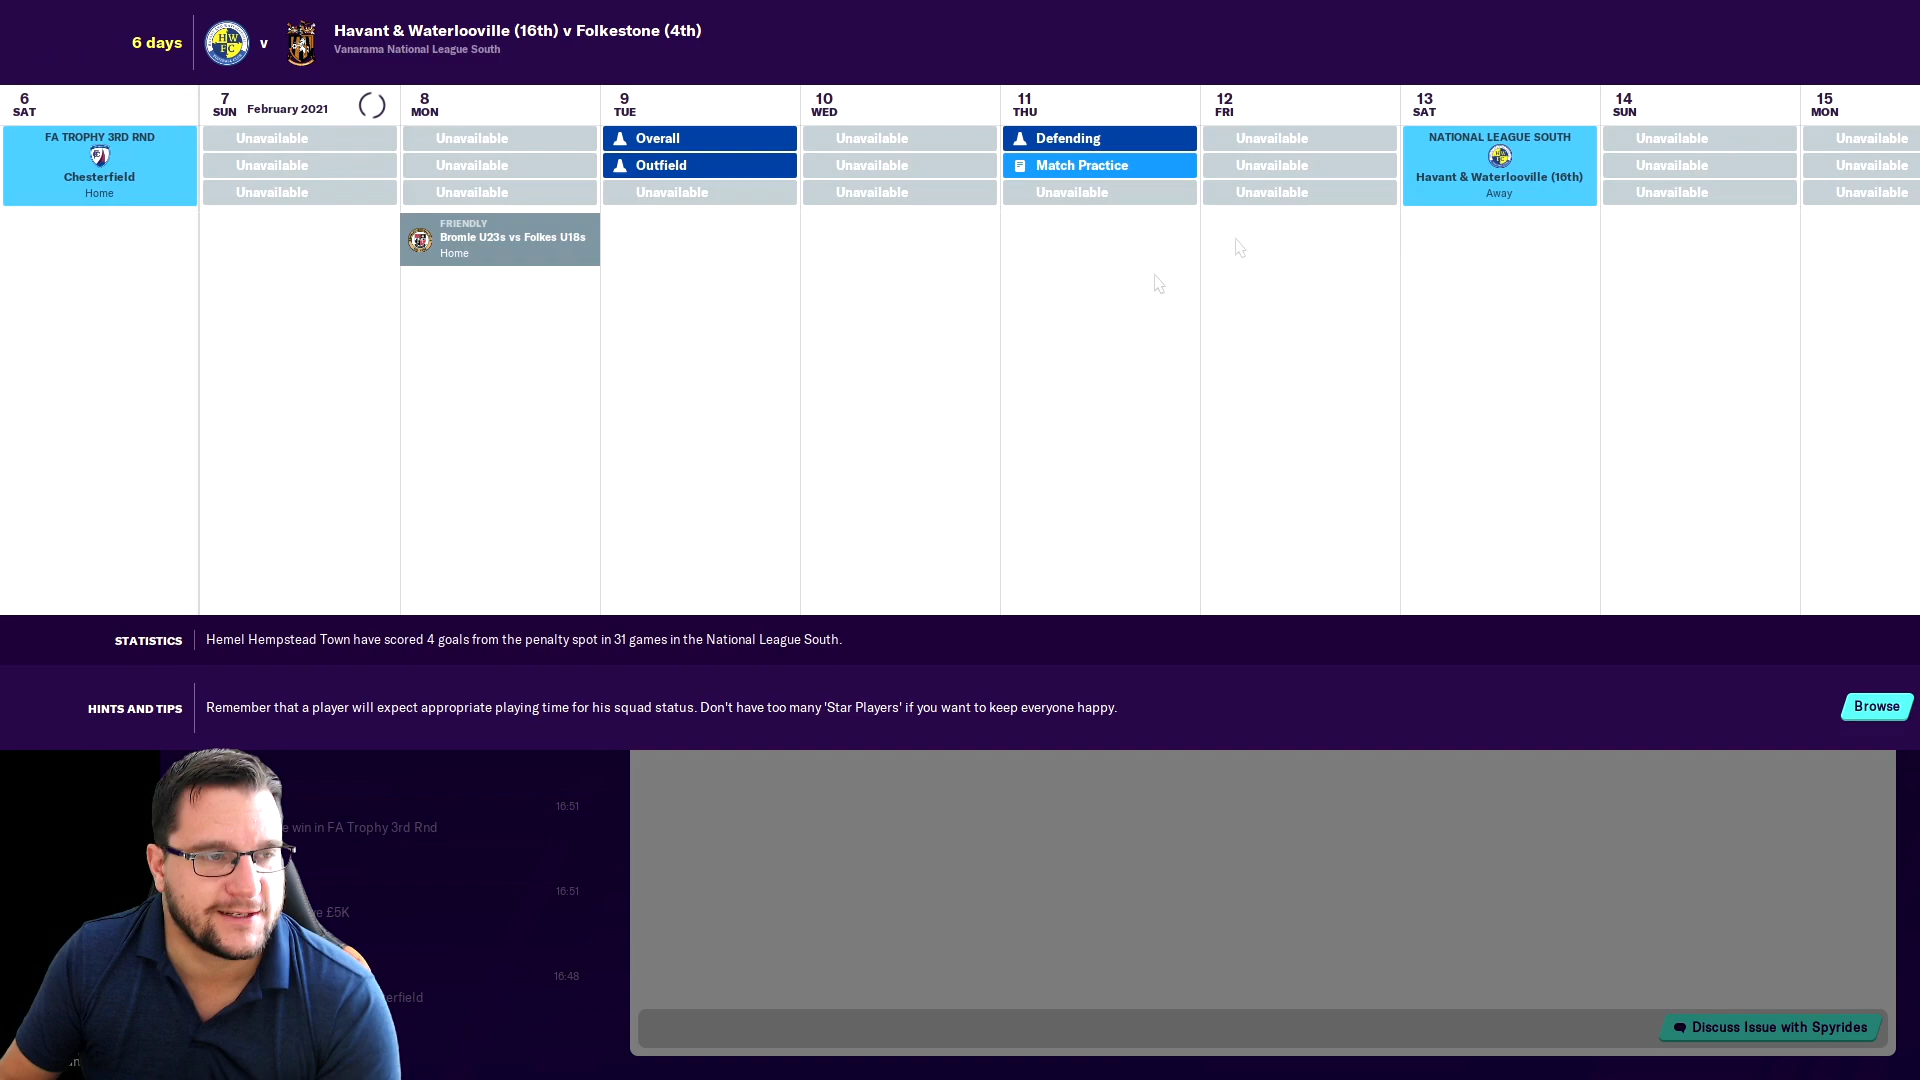 6 days
v
Havant & Waterlooville (16th) v Folkestone (4th)
Vanarama National League South
6 SAT
7 SUN February 2021
8 MON
9 TUE
10 WED
11 THU
12 FRI
13 SAT
14 SUN
15 MON
FA TROPHY 3RD RND
Chesterfield
Home
Unavailable
Unavailable
Unavailable
Unavailable
Unavailable
Unavailable
FRIENDLY
Bromle U23s vs Folkes U18s
Home
Overall
Outfield
Unavailable
Unavailable
Unavailable
Unavailable
Defending
Match Practice
Unavailable
Unavailable
Unavailable
Unavailable
NATIONAL LEAGUE SOUTH
Havant & Waterlooville (16th)
Away
Unavailable
Unavailable
Unavailable
Unavailable
Unavailable
Unavailable
STATISTICS
Hemel Hempstead Town have scored 4 goals from the penalty spot in 31 games in the National League South.
HINTS AND TIPS
Remember that a player will expect appropriate playing time for his squad status. Don't have too many 'Star Players' if you want to keep everyone happy.
Browse
16:51
win in FA Trophy 3rd Rnd
16:51
£5K
16:48
Discuss Issue with Spyrides